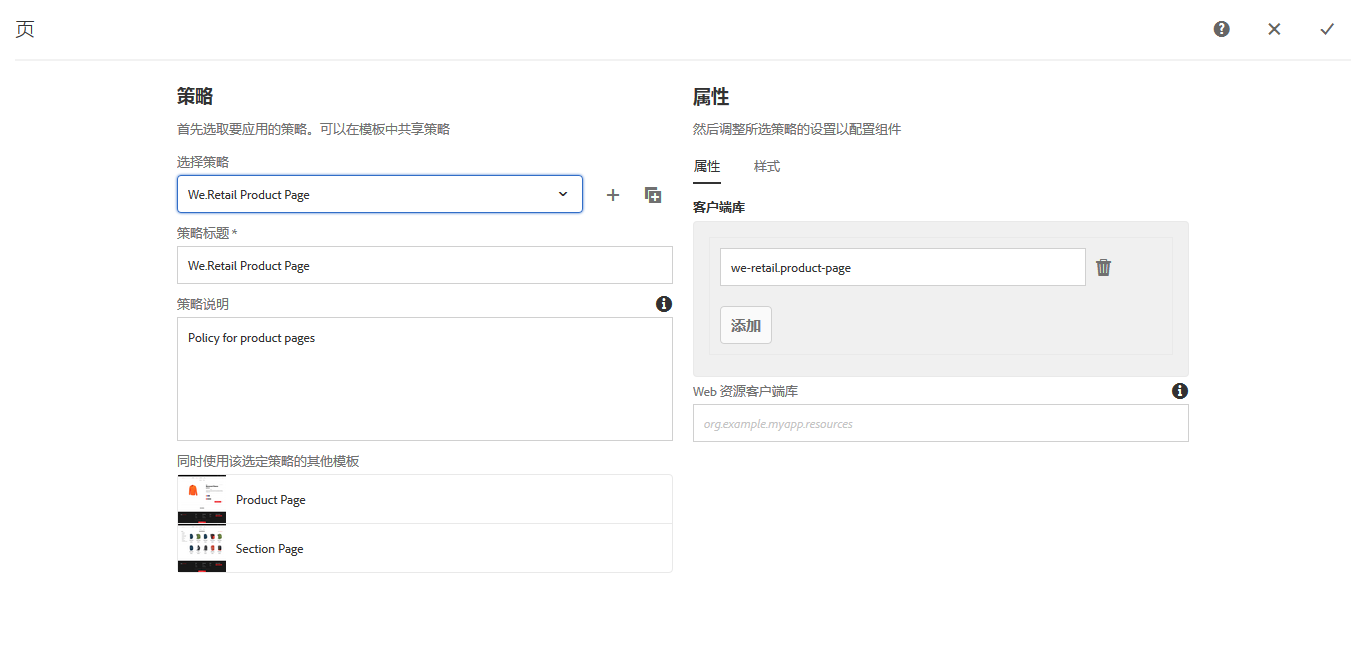 页
策略
首先选取要应用的策略。可以在模板中共享策略
选择策略
We.Retail Product Page
策略标题 *
We.Retail Product Page
策略说明
Policy for product pages
同时使用该选定策略的其他模板
Product Page
Section Page
属性
然后调整所选策略的设置以配置组件
属性 样式
客户端库
we-retail.product-page
添加
Web 资源客户端库
org.example.myapp.resources